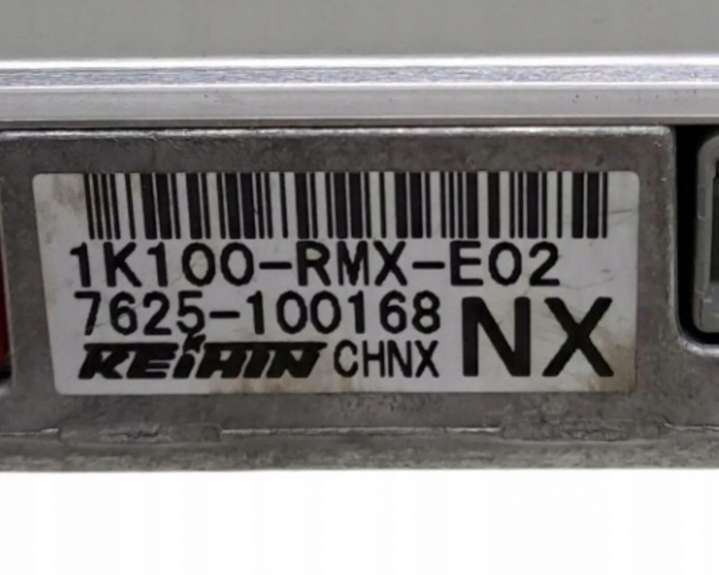 1K100-RMX-E02
7625-100168 NX
KEIHIN CHNX